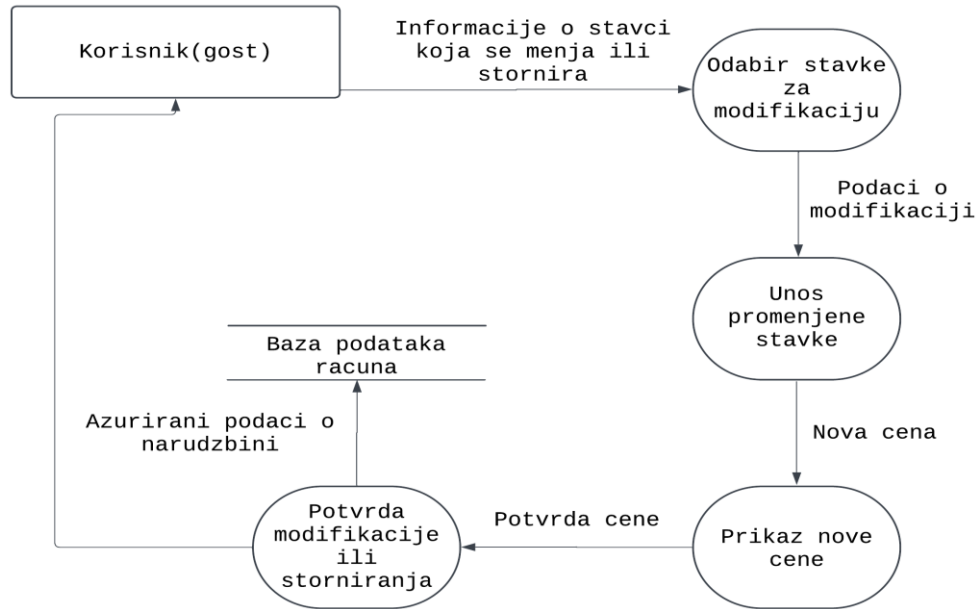 Korisnik(gost)
Informacije o stavci
koja se menja ili
stornira
Odabir stavke
za
modifikaciju
Podaci o
modifikaciji
Unos
promenjene
stavke
Baza podataka
racuna
Azurirani podaci o
narudzbini
Nova cena
Potvrda
modifikacije
ili
storniranja
Potvrda cene
Prikaz nove
cene